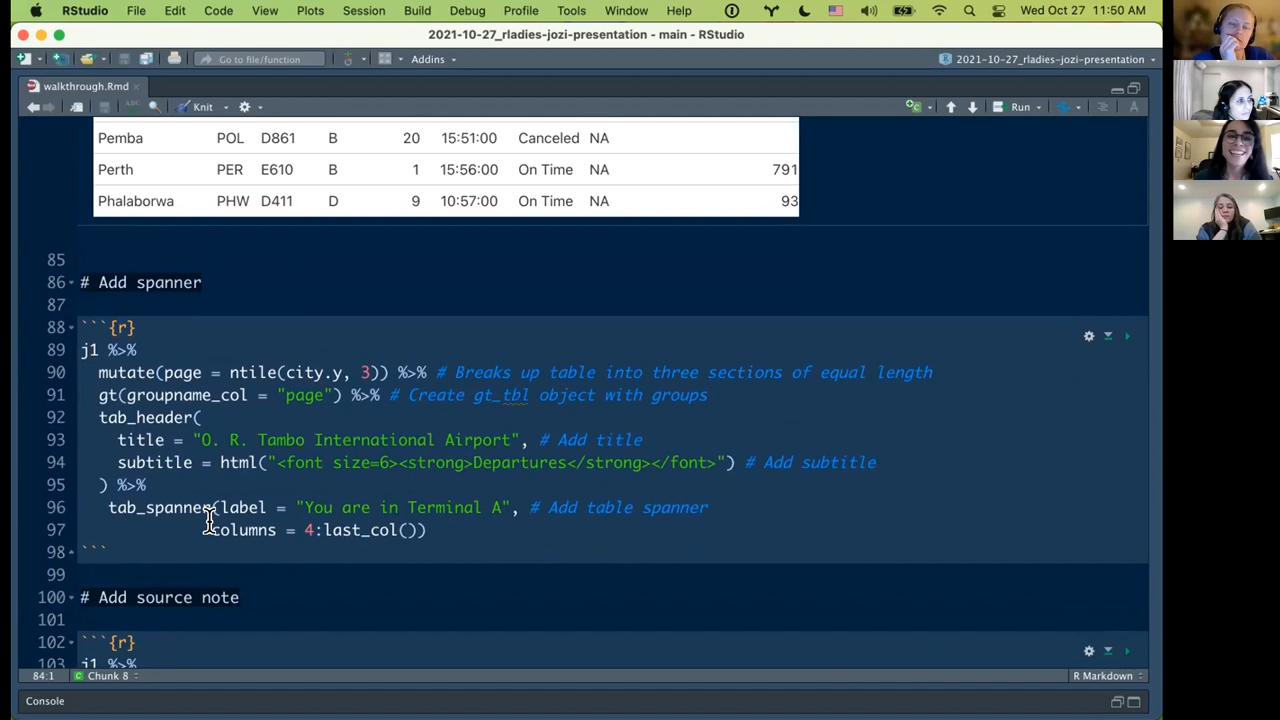 RStudio File Edit Code View Plots Session Build Debug Profile Tools Window Help Wed Oct 27 11:50 AM
2021-10-27_rladies-jozi-presentation - main - RStudio
Go to file/function Addins 2021-10-27_rladies-jozi-presentation
walkthrough.Rmd
Knit Run
Pemba POL D861 B 20 15:51:00 Canceled NA
Perth PER E610 B 1 15:56:00 On Time NA 791
Phalaborwa PHW D411 D 9 10:57:00 On Time NA 93
85
86 # Add spanner
87
88 ```{r}
89 j1 %>%
90 mutate(page = ntile(city.y, 3)) %>% # Breaks up table into three sections of equal length
91 gt(groupname_col = "page") %>% # Create gt_tbl object with groups
92 tab_header(
93 title = "O. R. Tambo International Airport", # Add title
94 subtitle = html("<font size=6><strong>Departures</strong></font>") # Add subtitle
95 ) %>%
96 tab_spanner(label = "You are in Terminal A", # Add table spanner
97 columns = 4:last_col())
98 ```
99
100 # Add source note
101
102 ```{r}
103 j1 %>%
84:1 Chunk 8 R Markdown
Console